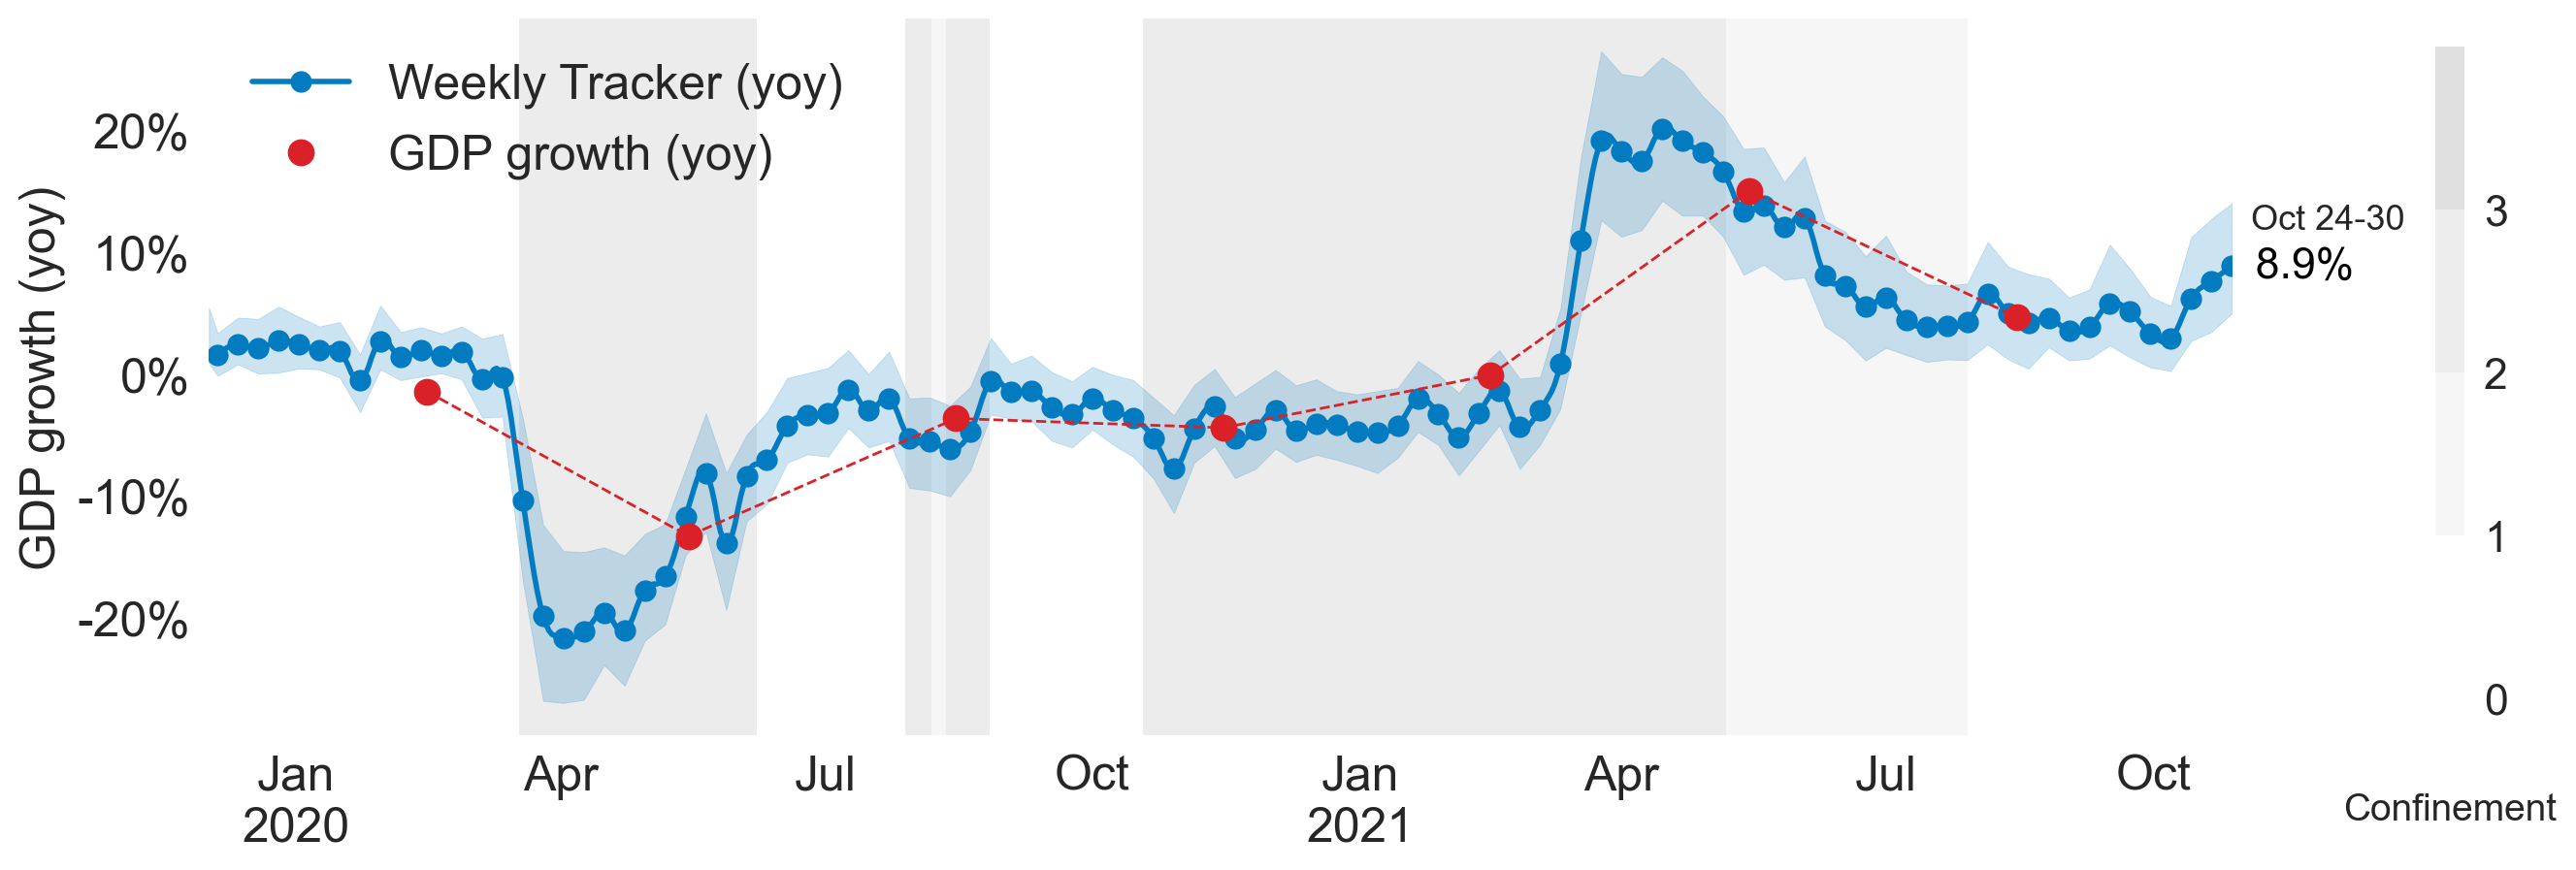 Weekly Tracker (yoy)
GDP growth (yoy)
GDP growth (yoy)
20%
10%
0%
-10%
-20%
Oct 24-30
8.9%
3
2
1
0
Jan
2020
Apr
Jul
Oct
Jan
2021
Apr
Jul
Oct
Confinement